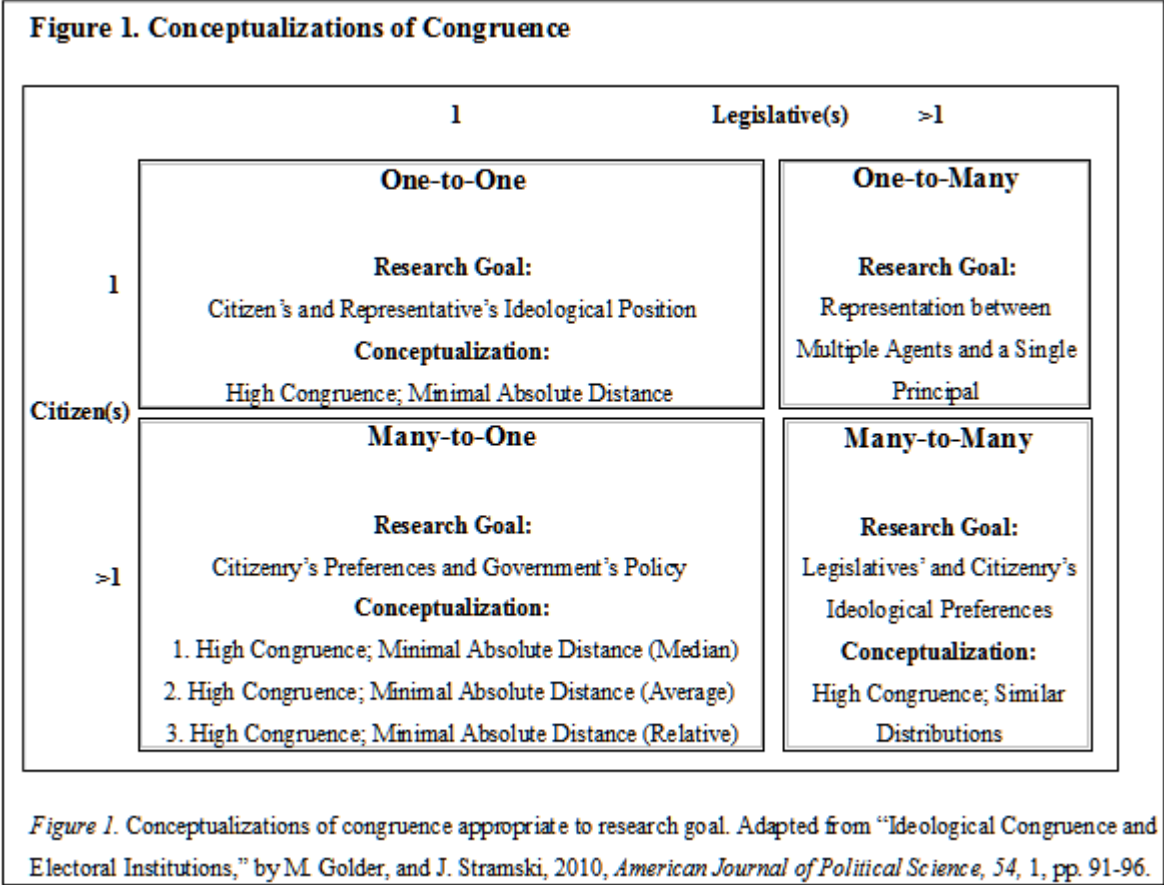 Figure 1. Conceptualizations of Congruence
1 Legislative(s) >1
One-to-One
Research Goal:
Citizen's and Representative's Ideological Position
Conceptualization:
High Congruence; Minimal Absolute Distance
One-to-Many
Research Goal:
Representation between
Multiple Agents and a Single
Principal
1
Citizen(s)
>1
Many-to-One
Research Goal:
Citizenry's Preferences and Government's Policy
Conceptualization:
1. High Congruence; Minimal Absolute Distance (Median)
2. High Congruence; Minimal Absolute Distance (Average)
3. High Congruence; Minimal Absolute Distance (Relative)
Many-to-Many
Research Goal:
Legislatives' and Citizenry's
Ideological Preferences
Conceptualization:
High Congruence; Similar
Distributions
Figure 1. Conceptualizations of congruence appropriate to research goal. Adapted from "Ideological Congruence and
Electoral Institutions," by M. Golder, and J. Stramski, 2010, American Journal of Political Science, 54, 1, pp. 91-96.